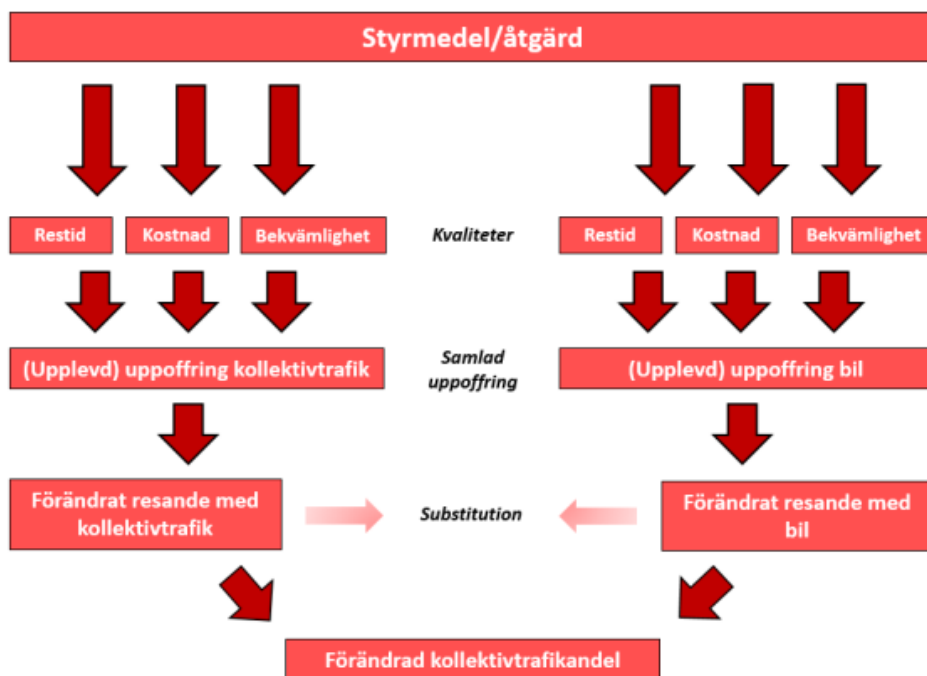 Styrmedel/åtgärd
Restid
Kostnad
Bekvämlighet
Kvaliteter
Restid
Kostnad
Bekvämlighet
(Upplevd) uppoffring kollektivtrafik
Samlad
uppoffring
(Upplevd) uppoffring bil
Förändrat resande med
kollektivtrafik
Substitution
Förändrat resande med
bil
Förändrad kollektivtrafikandel